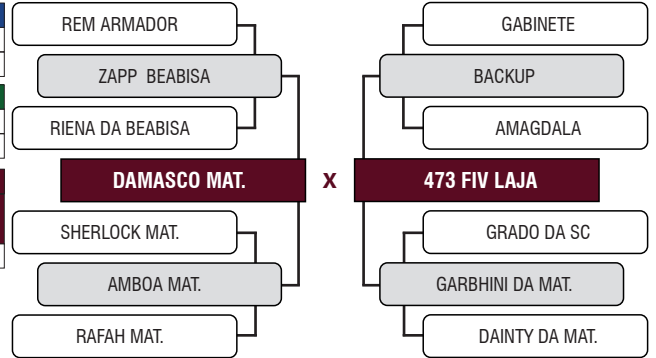 REM ARMADOR
ZAPP BEABISA
RIENA DA BEABISA
DAMASCO MAT.
SHERLOCK MAT.
AMBOA MAT.
RAFAH MAT.
X
GABINETE
BACKUP
AMAGDALA
473 FIV LAJA
GRADO DA SC
GARBHINI DA MAT.
DAINTY DA MAT.